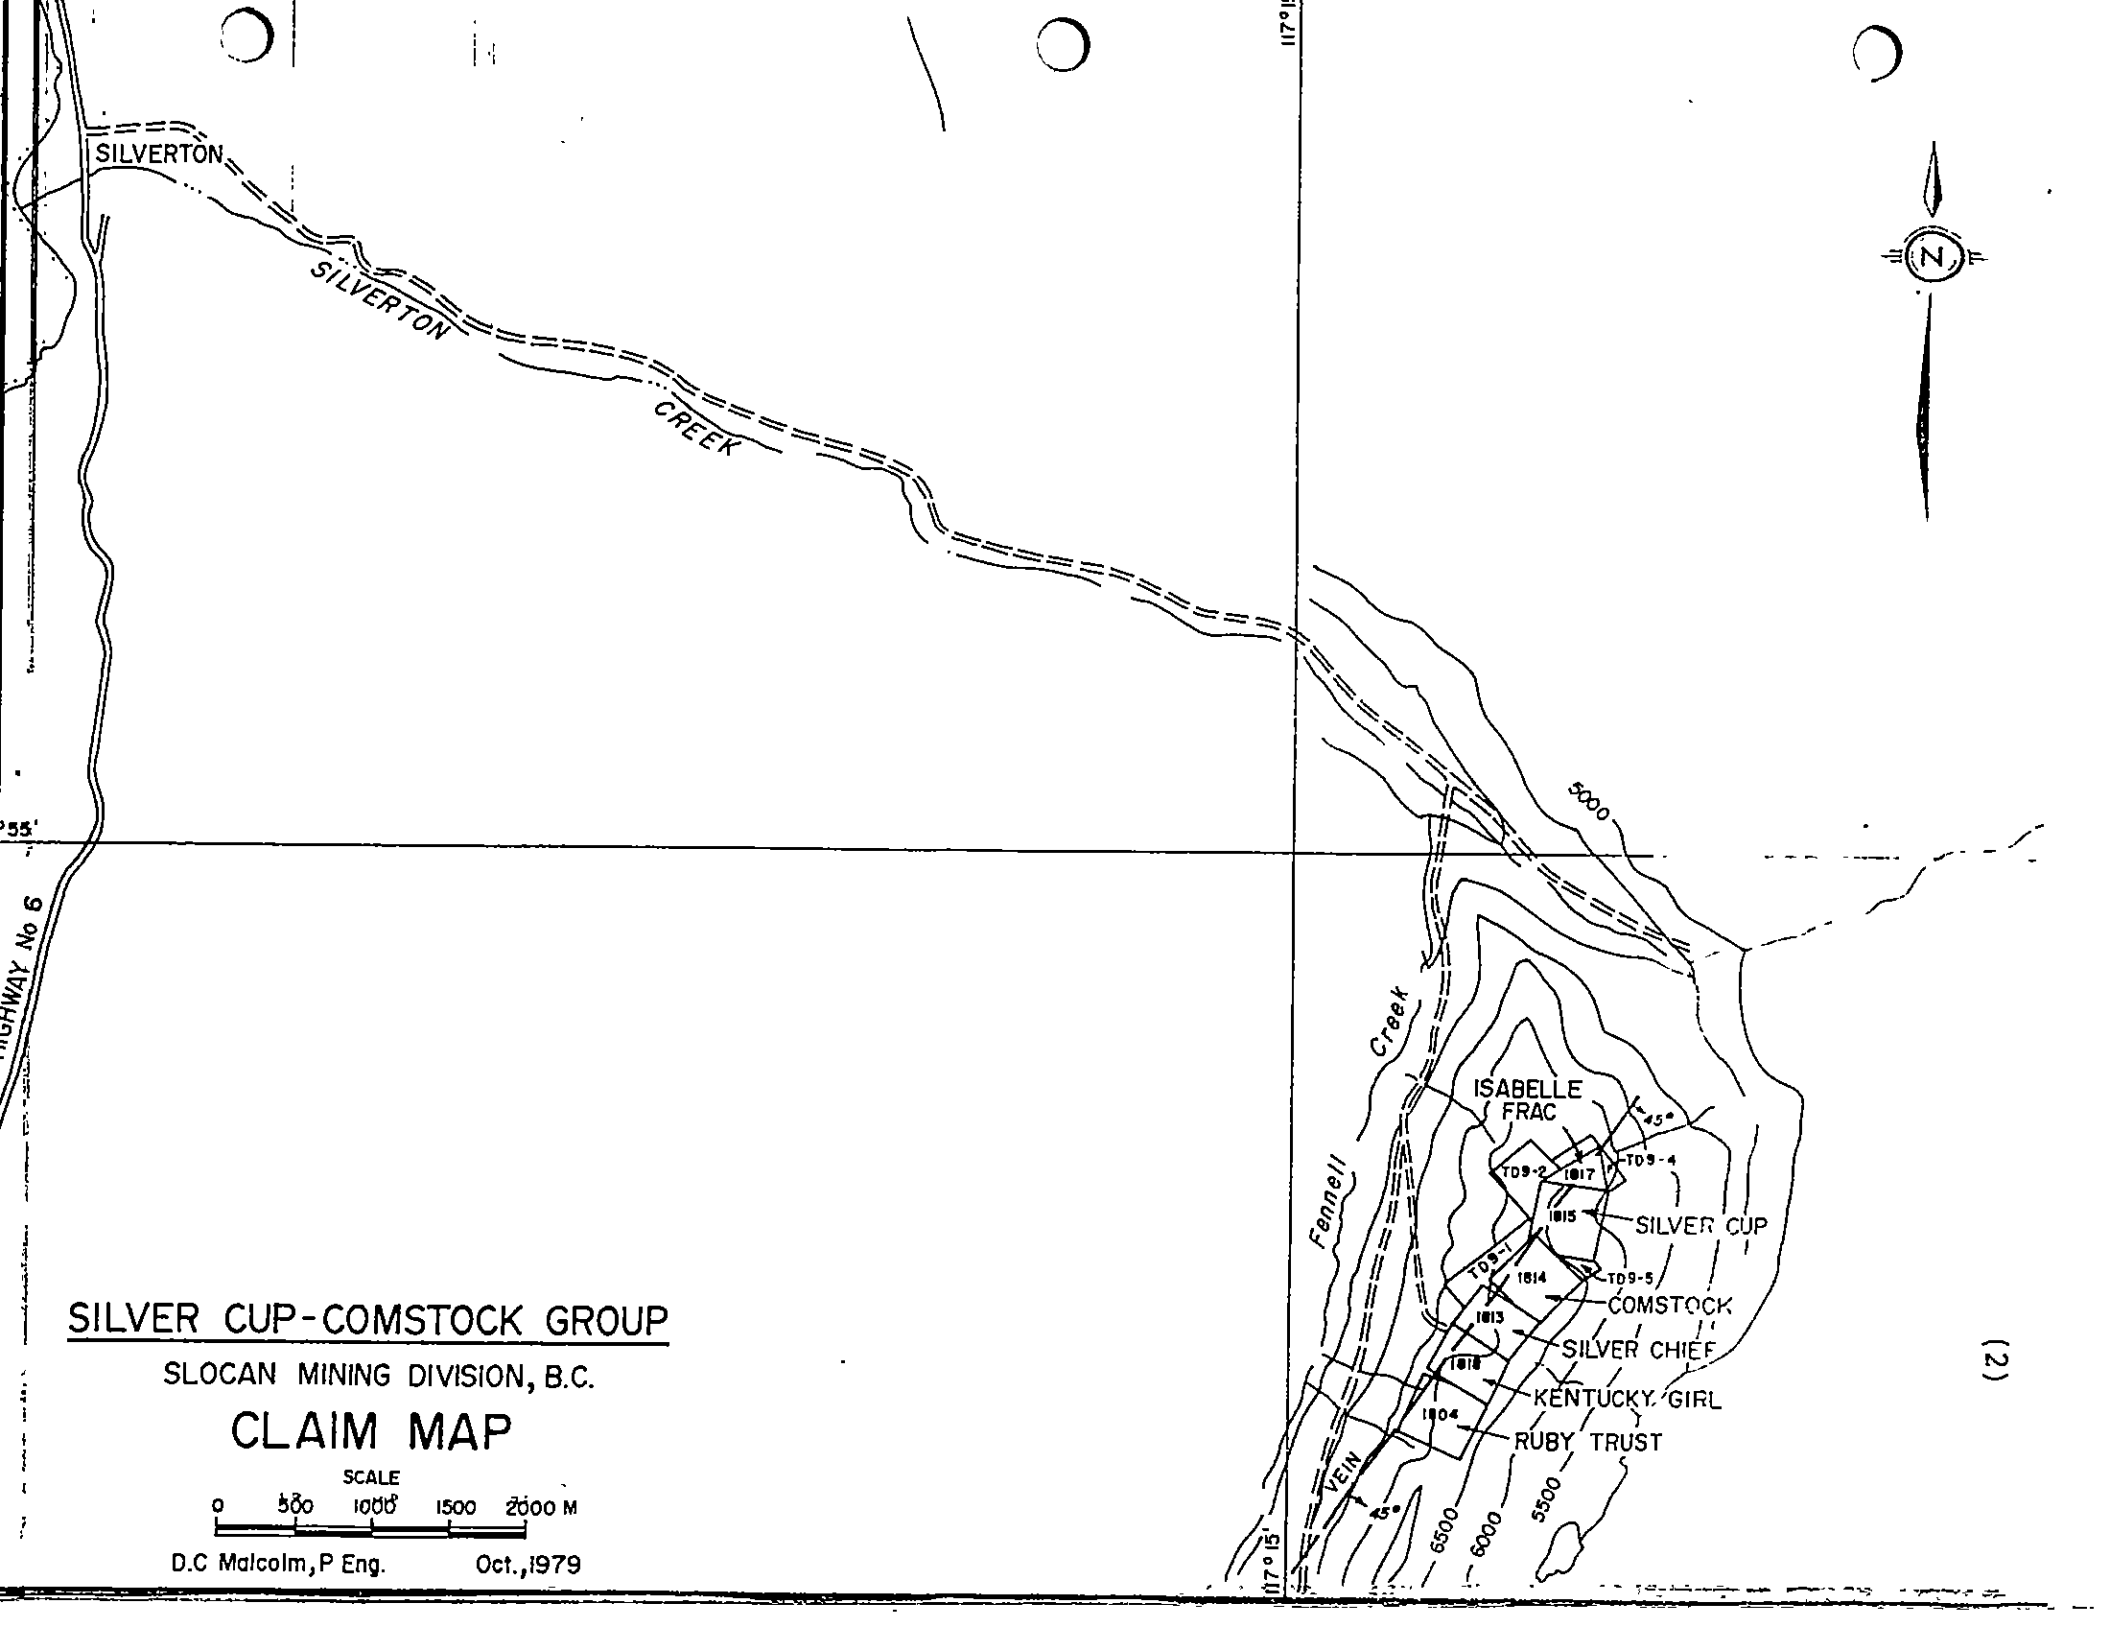 117°1
SILVERTON
N
SILVERTON
CREEK
5000
°55'
HIGHWAY No 6
Creek
ISABELLE
FRAC
45°
TD9-2
1817
TD9-4
Fennell
1815
SILVER CUP
TD9-1
1814
TD9-5
COMSTOCK
1813
SILVER CHIEF
1818
KENTUCKY GIRL
1804
RUBY TRUST
VEIN
45°
6500
6000
5500
117°15'
(2)
SILVER CUP-COMSTOCK GROUP
SLOCAN MINING DIVISION, B.C.
CLAIM MAP
SCALE
0 500 1000 1500 2000 M
D.C Malcolm, P Eng. Oct., 1979